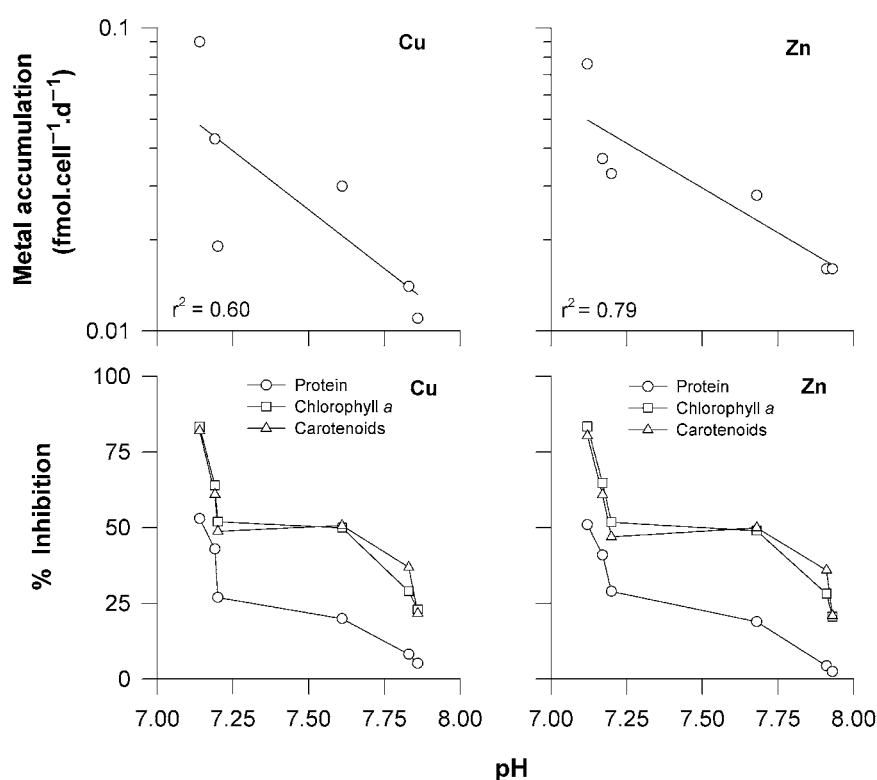 Metal accumulation
(fmol.cell⁻¹.d⁻¹)
0.1
0.01
Cu
r² = 0.60
Zn
r² = 0.79
% Inhibition
100
75
50
25
0
Protein
Chlorophyll a
Carotenoids
Cu
7.00 7.25 7.50 7.75 8.00
Protein
Chlorophyll a
Carotenoids
Zn
7.00 7.25 7.50 7.75 8.00
pH